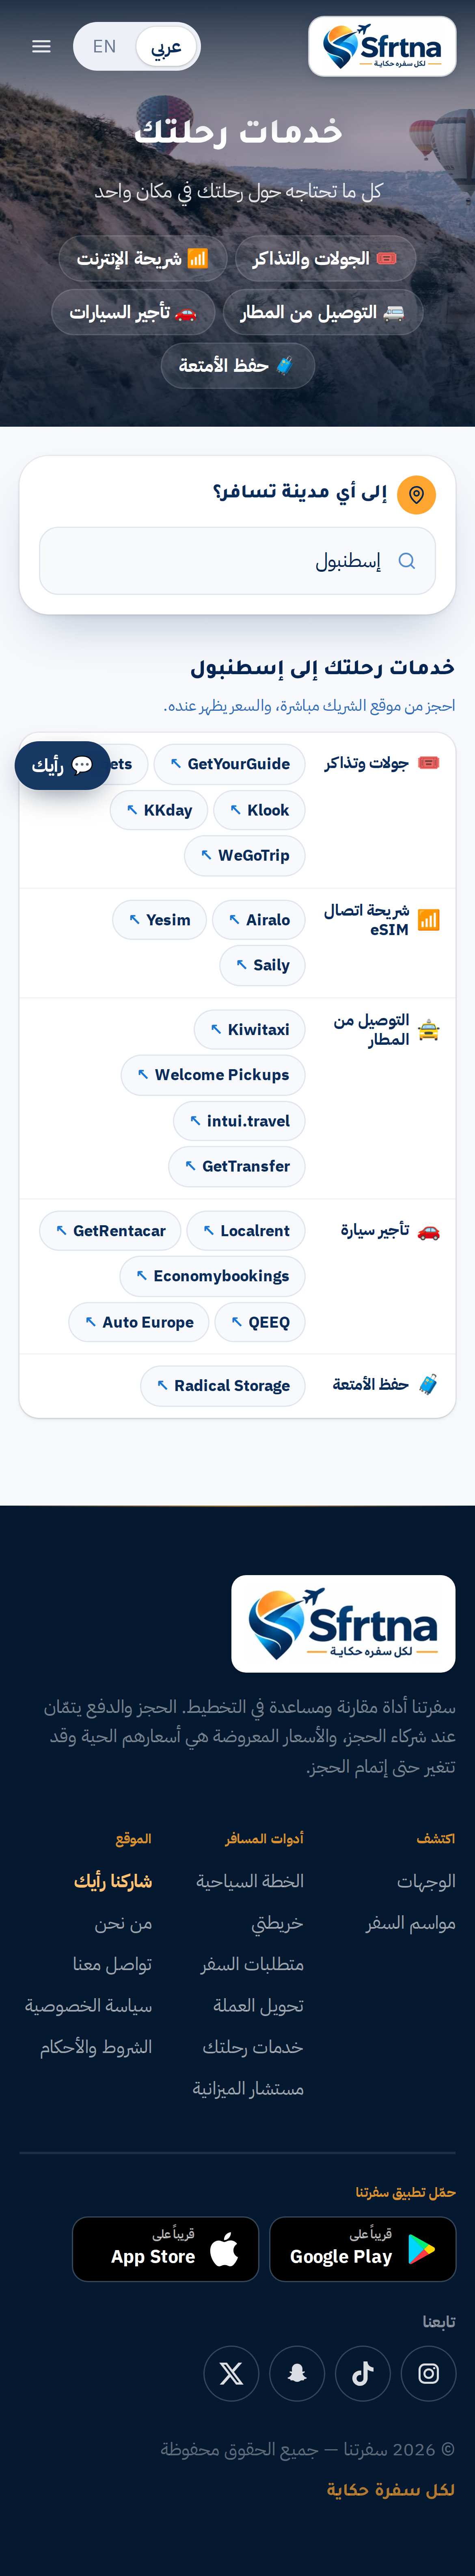 Sfrtna
لكل سفره حكاية
عربي
EN
خدمات رحلتك
كل ما تحتاجه حول رحلتك في مكان واحد
الجولات والتذاكر
شريحة الإنترنت
التوصيل من المطار
تأجير السيارات
حفظ الأمتعة
إلى أي مدينة تسافر؟
إسطنبول
خدمات رحلتك إلى إسطنبول
احجز من موقع الشريك مباشرة، والسعر يظهر عنده.
رأيك
جولات وتذاكر
GetYourGuide
ets
Klook
KKday
WeGoTrip
شريحة اتصال
eSIM
Airalo
Yesim
Saily
التوصيل من
المطار
Kiwitaxi
Welcome Pickups
intui.travel
GetTransfer
تأجير سيارة
Localrent
GetRentacar
Economybookings
QEEQ
Auto Europe
حفظ الأمتعة
Radical Storage
Sfrtna
لكل سفره حكاية
سفرتنا أداة مقارنة ومساعدة في التخطيط. الحجز والدفع يتمّان
عند شركاء الحجز، والأسعار المعروضة هي أسعارهم الحية وقد
تتغير حتى إتمام الحجز.
اكتشف
الوجهات
مواسم السفر
أدوات المسافر
الخطة السياحية
خريطتي
متطلبات السفر
تحويل العملة
خدمات رحلتك
مستشار الميزانية
الموقع
شاركنا رأيك
من نحن
تواصل معنا
سياسة الخصوصية
الشروط والأحكام
حمّل تطبيق سفرتنا
قريباً على
Google Play
قريباً على
App Store
تابعنا
© 2026 سفرتنا — جميع الحقوق محفوظة
لكل سفرة حكاية